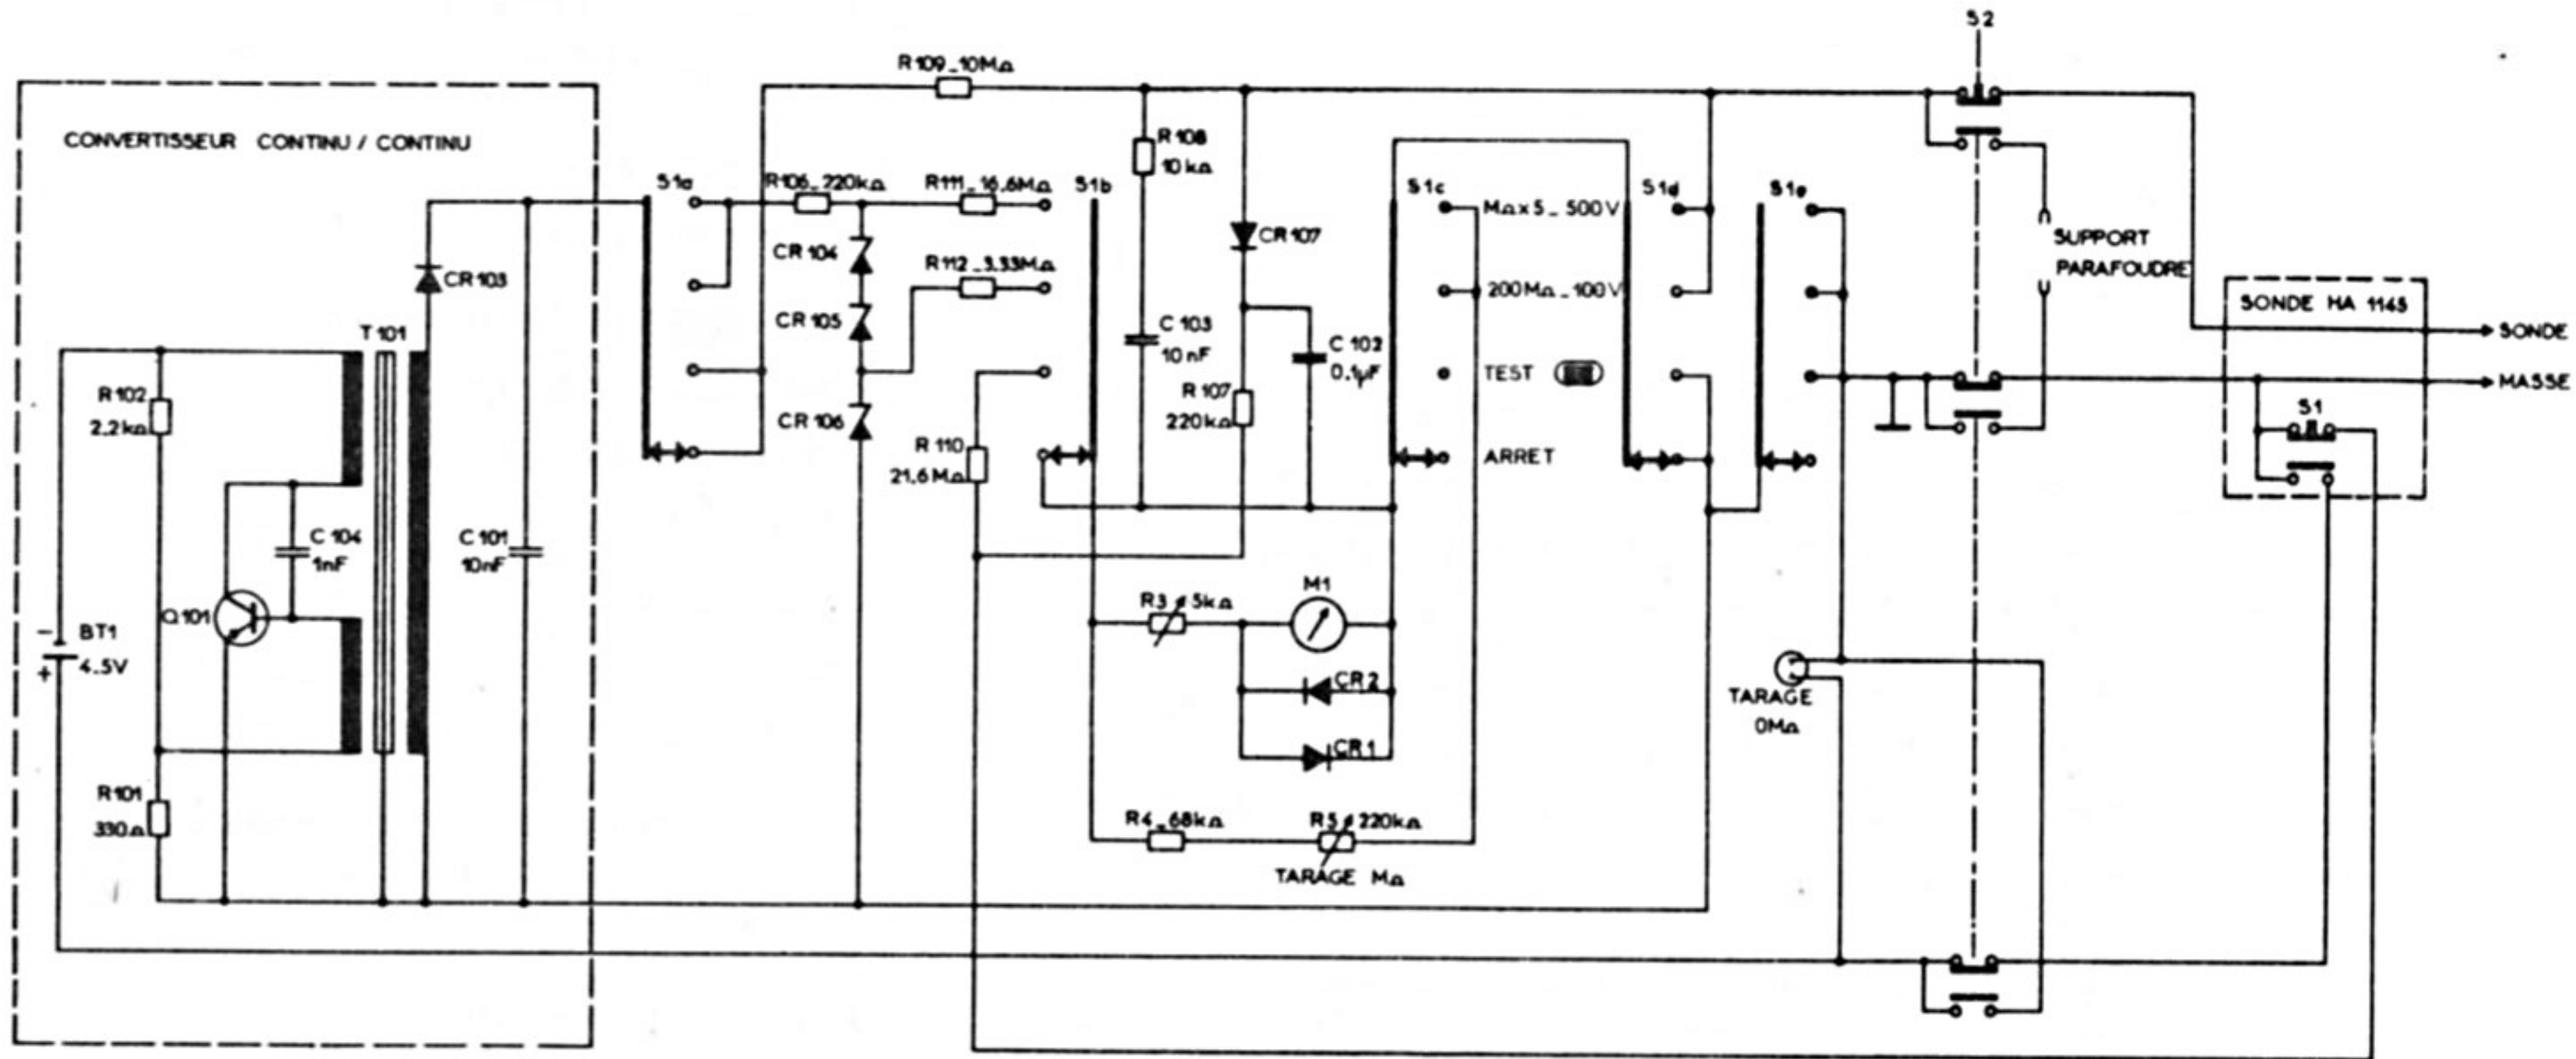 S2
R109_10MΩ
CONVERTISSEUR CONTINU / CONTINU
R108
10kΩ
S1a
R106_220kΩ
R111_16.6MΩ
S1b
S1c
MΩx5_500V
S1d
S1e
CR107
SUPPORT
PARAFOUDRE
CR104
R112_3.33MΩ
CR103
200MΩ_100V
SONDE HA 1145
T101
CR105
C103
10nF
C102
0.1µF
TEST
SONDE
MASSE
R102
2.2kΩ
CR106
R107
220kΩ
S1
R110
21.6MΩ
ARRET
C104
1nF
C101
10nF
Q101
M1
R3 5kΩ
- BT1
+ 4.5V
CR2
TARAGE
0MΩ
CR1
R101
330Ω
R4_68kΩ
R5 220kΩ
TARAGE MΩ